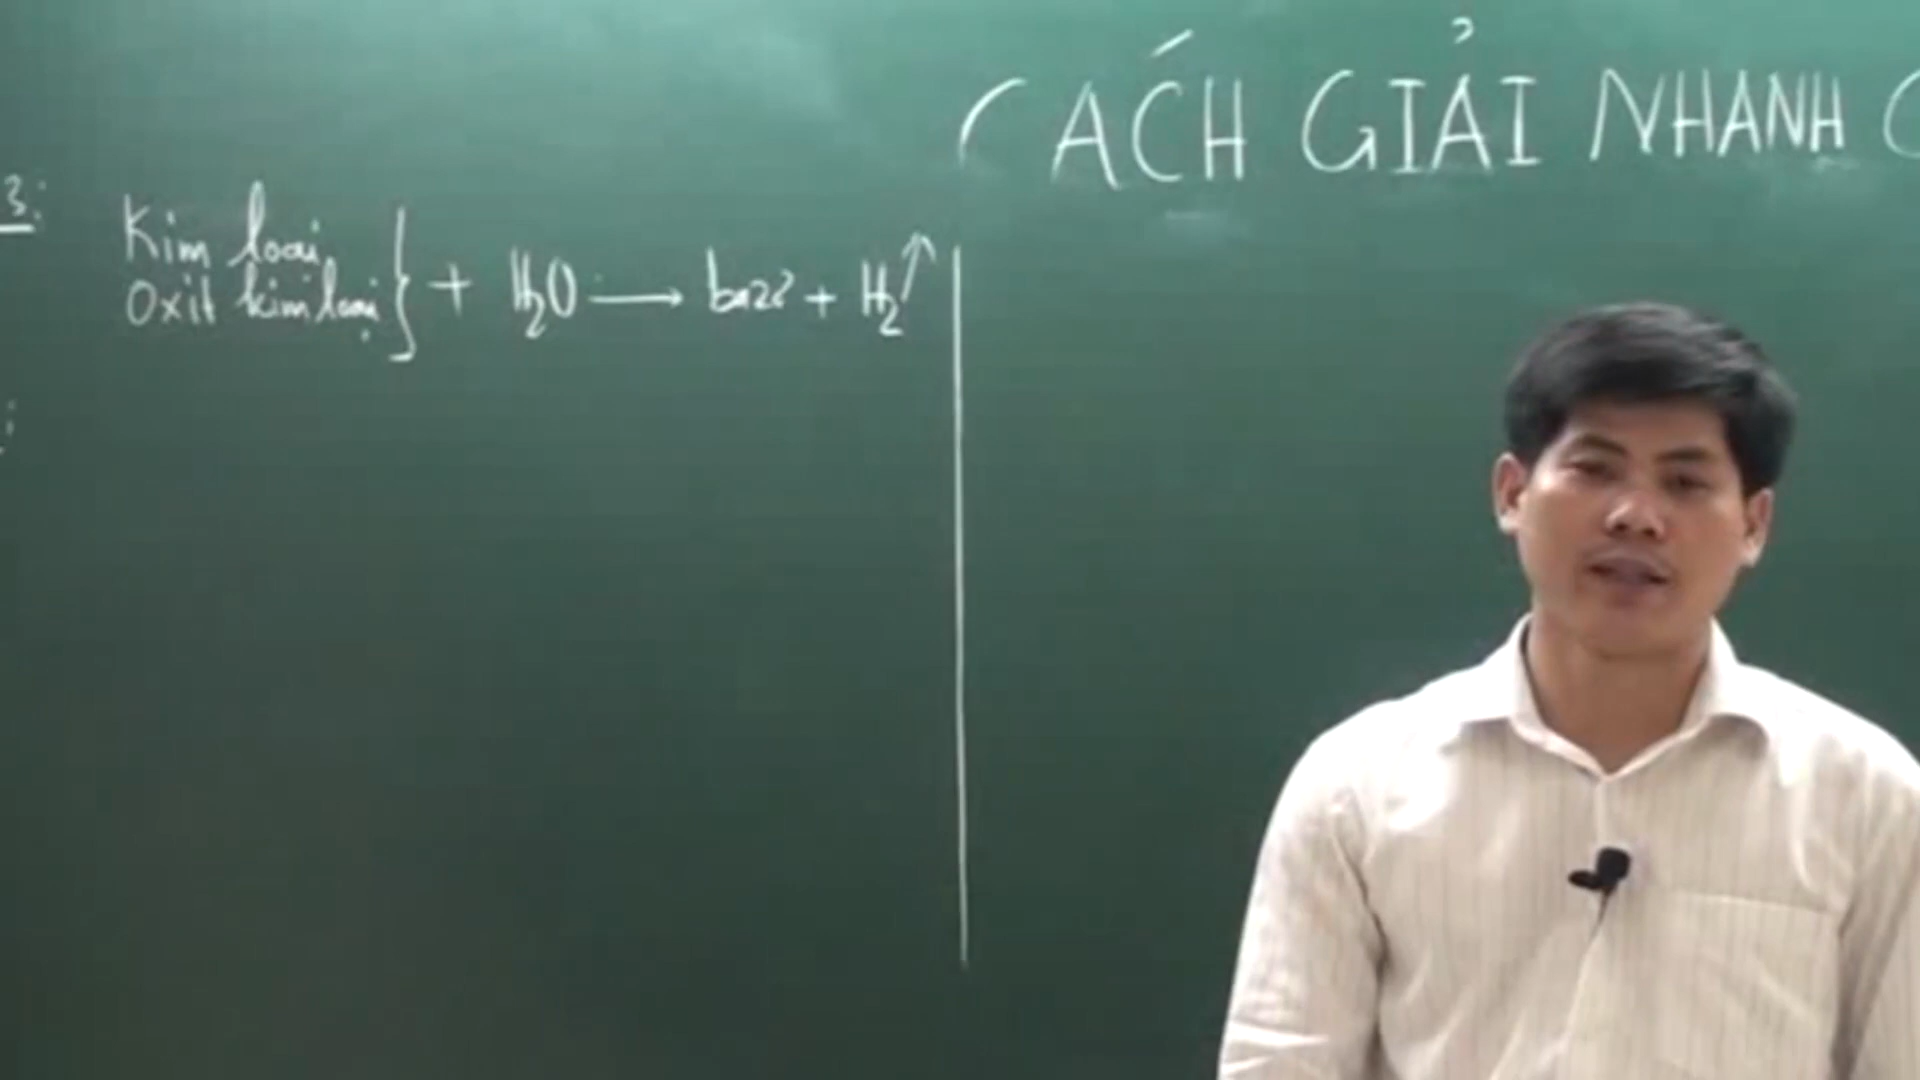 CÁCH GIẢI NHANH C
3:
Kim loại
Oxit kim loại } + H₂O → bazơ + H₂↑